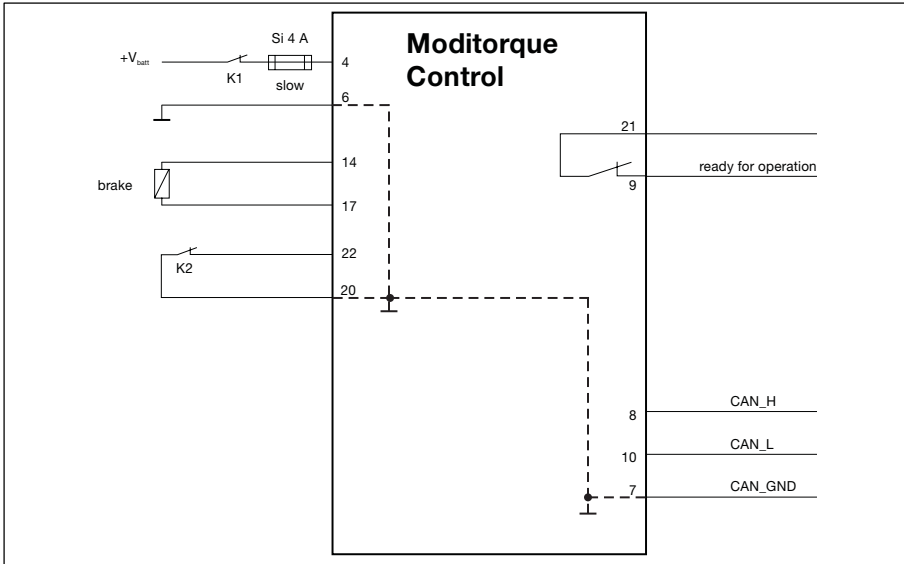 Moditorque
Control
Si 4 A
+Vbatt
K1
slow
4
6
21
14
ready for operation
brake
9
17
22
K2
20
CAN_H
8
CAN_L
10
7
CAN_GND